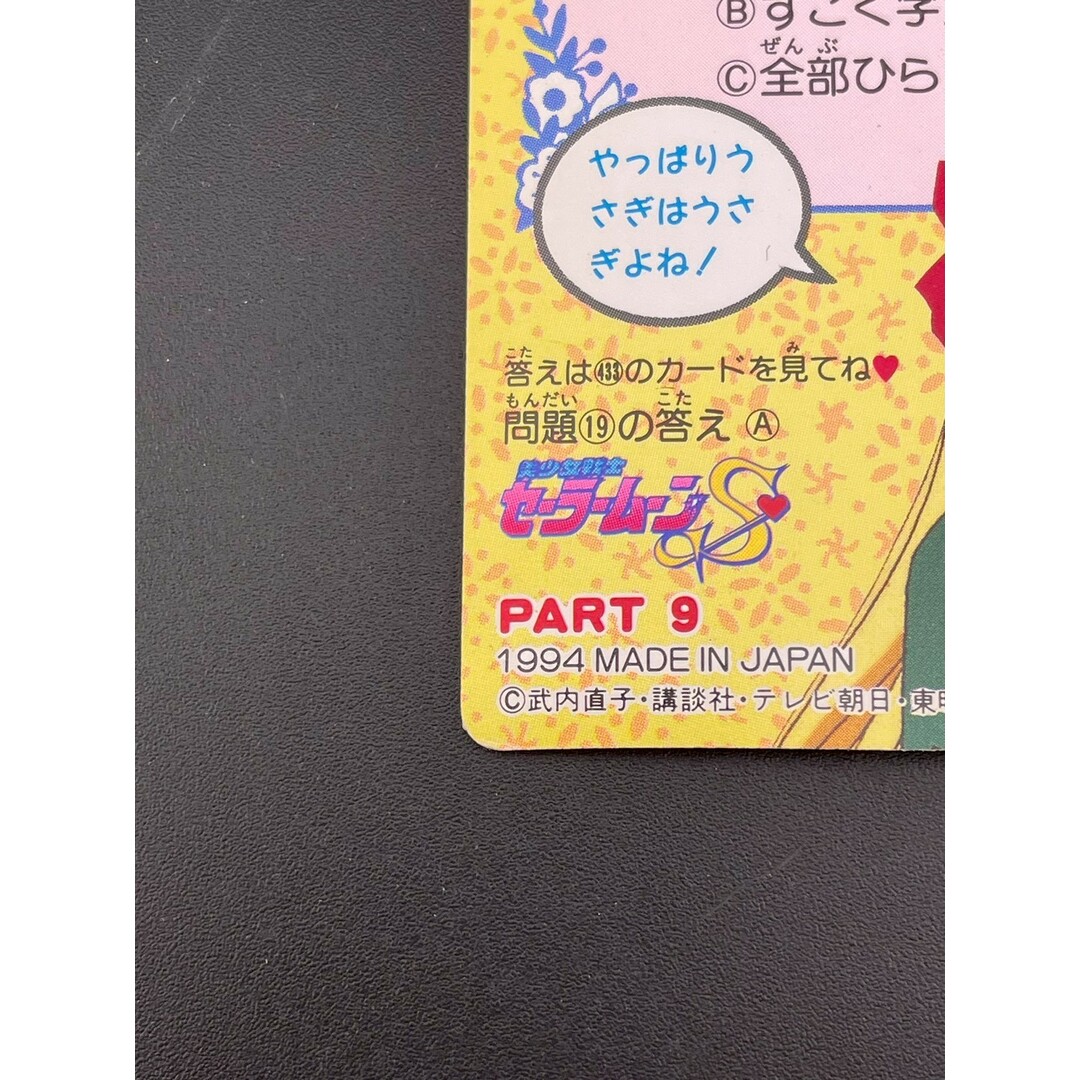 Ⓑすごく字
ぜんぶ
Ⓒ全部ひら
やっぱりう
さぎはうさ
ぎよね!
こた み
答えは㊸のカードを見てね♥
もんだい こた
問題⑲の答え Ⓐ
美少女戦士
セーラームーンS
PART 9
1994 MADE IN JAPAN
©武内直子・講談社・テレビ朝日・東